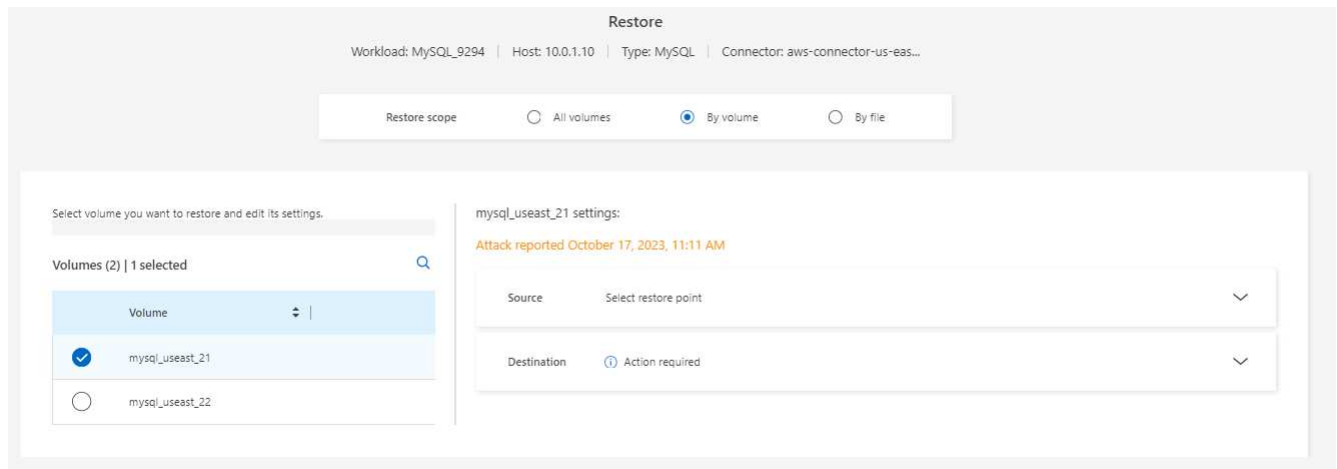 Restore
Workload: MySQL_9294 | Host: 10.0.1.10 | Type: MySQL | Connector: aws-connector-us-eas...
Restore scope All volumes By volume By file
Select volume you want to restore and edit its settings.
Volumes (2) | 1 selected
Volume
mysql_useast_21
mysql_useast_22
mysql_useast_21 settings:
Attack reported October 17, 2023, 11:11 AM
Source Select restore point
Destination Action required